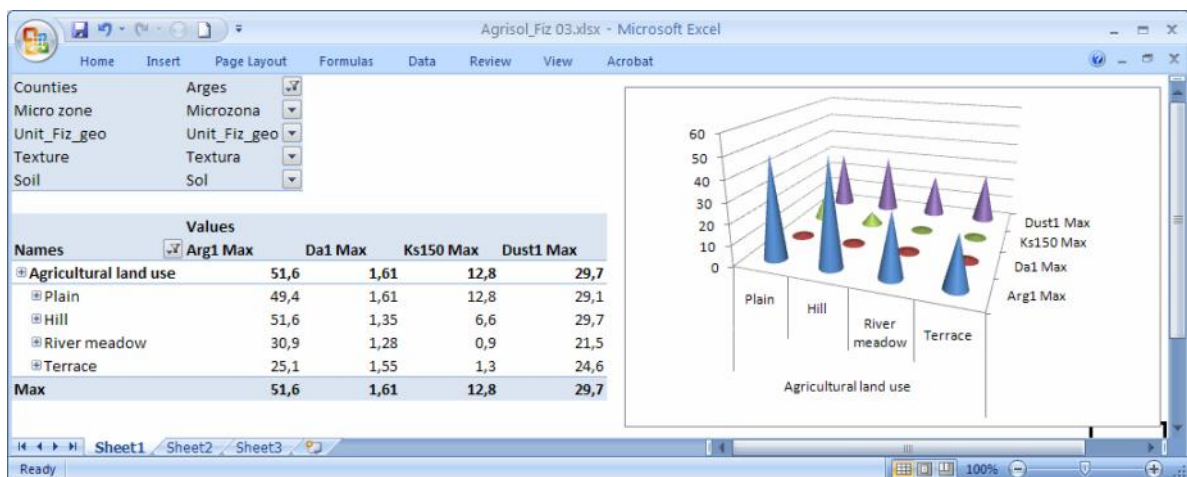 Agrisol_Fiz 03.xlsx - Microsoft Excel
Home Insert Page Layout Formulas Data Review View Acrobat
Counties Arges
Micro zone Microzona
Unit_Fiz_geo Unit_Fiz_geo
Texture Textura
Soil Sol
Values
Names Arg1 Max Da1 Max Ks150 Max Dust1 Max
Agricultural land use 51,6 1,61 12,8 29,7
Plain 49,4 1,61 12,8 29,1
Hill 51,6 1,35 6,6 29,7
River meadow 30,9 1,28 0,9 21,5
Terrace 25,1 1,55 1,3 24,6
Max 51,6 1,61 12,8 29,7
60
50
40
30
20
10
0
Dust1 Max
Ks150 Max
Da1 Max
Arg1 Max
Plain
Hill
River
meadow
Terrace
Agricultural land use
Sheet1 Sheet2 Sheet3
Ready 100%